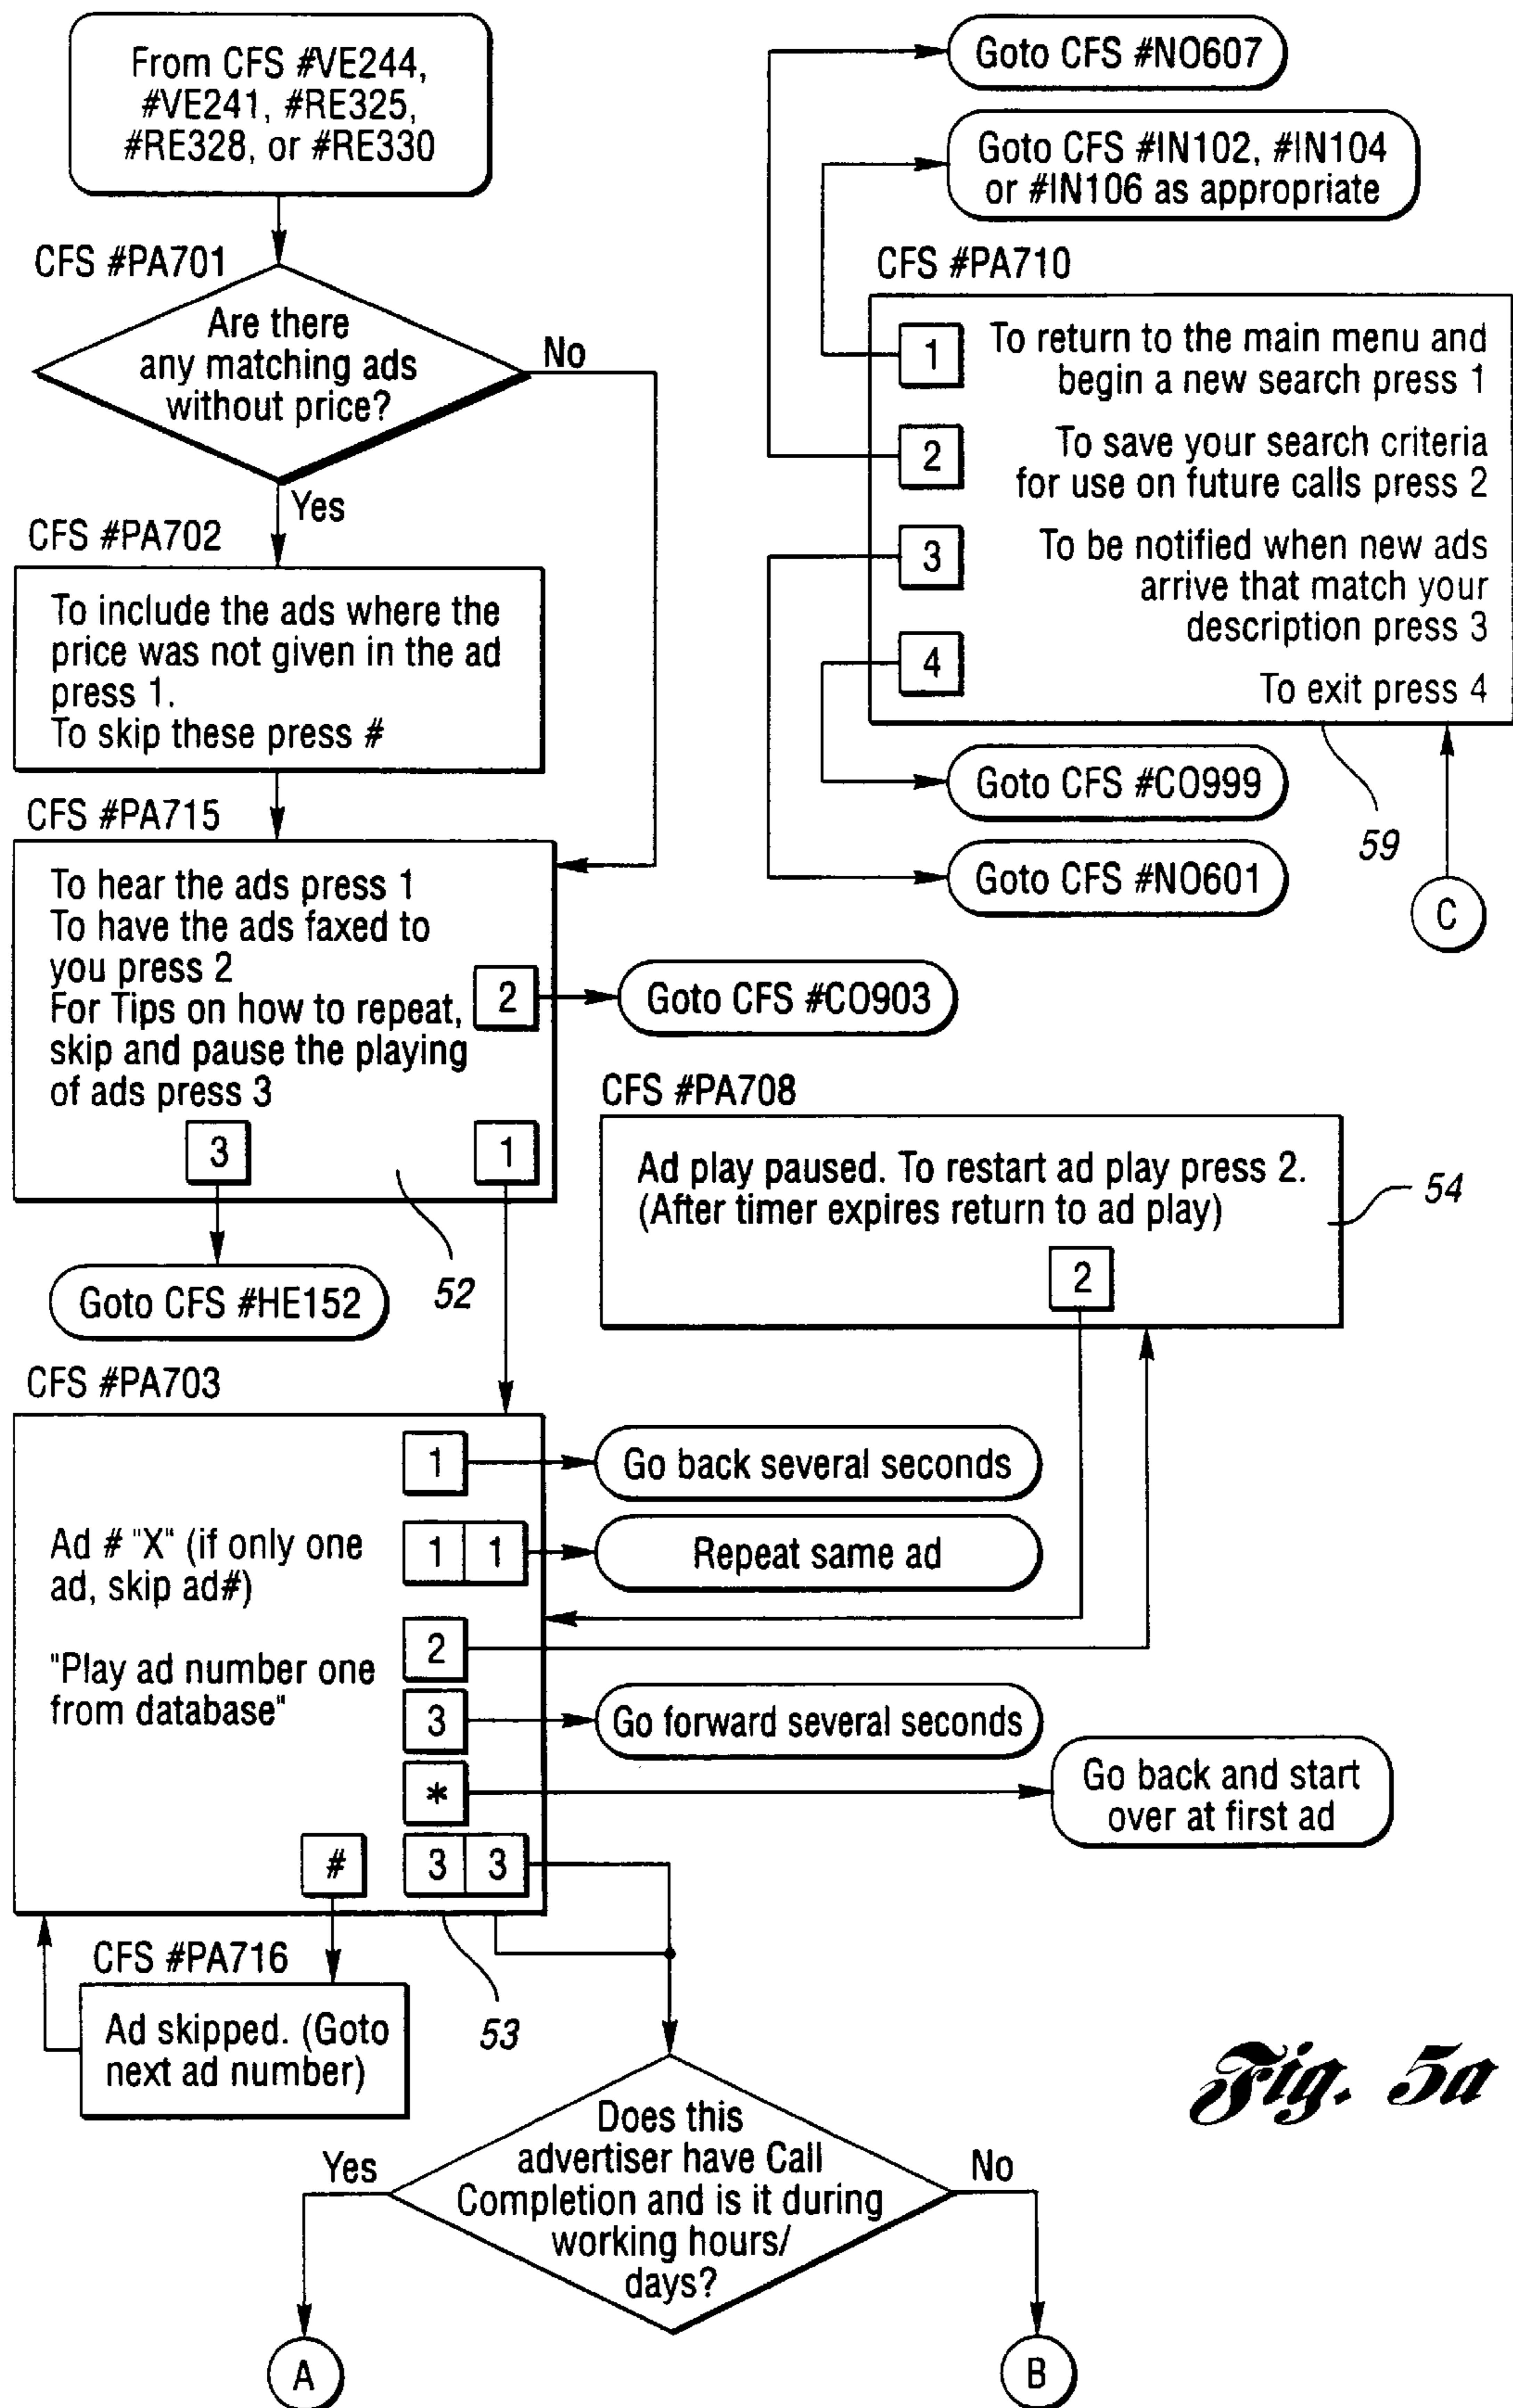 From CFS #VE244,
#VE241, #RE325,
#RE328, or #RE330
CFS #PA701
Are there
any matching ads
without price?
No
Yes
CFS #PA702
To include the ads where the
price was not given in the ad
press 1.
To skip these press #
CFS #PA715
To hear the ads press 1
To have the ads faxed to
you press 2
For Tips on how to repeat,
skip and pause the playing
of ads press 3
2
3
1
Goto CFS #CO903
Goto CFS #HE152
52
Goto CFS #NO607
Goto CFS #IN102, #IN104
or #IN106 as appropriate
CFS #PA710
1
To return to the main menu and
begin a new search press 1
2
To save your search criteria
for use on future calls press 2
3
To be notified when new ads
arrive that match your
description press 3
4
To exit press 4
Goto CFS #CO999
59
Goto CFS #NO601
C
CFS #PA708
Ad play paused. To restart ad play press 2.
(After timer expires return to ad play)
2
54
CFS #PA703
Ad # "X" (if only one
ad, skip ad#)
"Play ad number one
from database"
1
Go back several seconds
1 1
Repeat same ad
2
3
Go forward several seconds
*
Go back and start
over at first ad
#
3 3
53
CFS #PA716
Ad skipped. (Goto
next ad number)
Does this
advertiser have Call
Completion and is it during
working hours/
days?
Yes
No
A
B
Fig. 5a